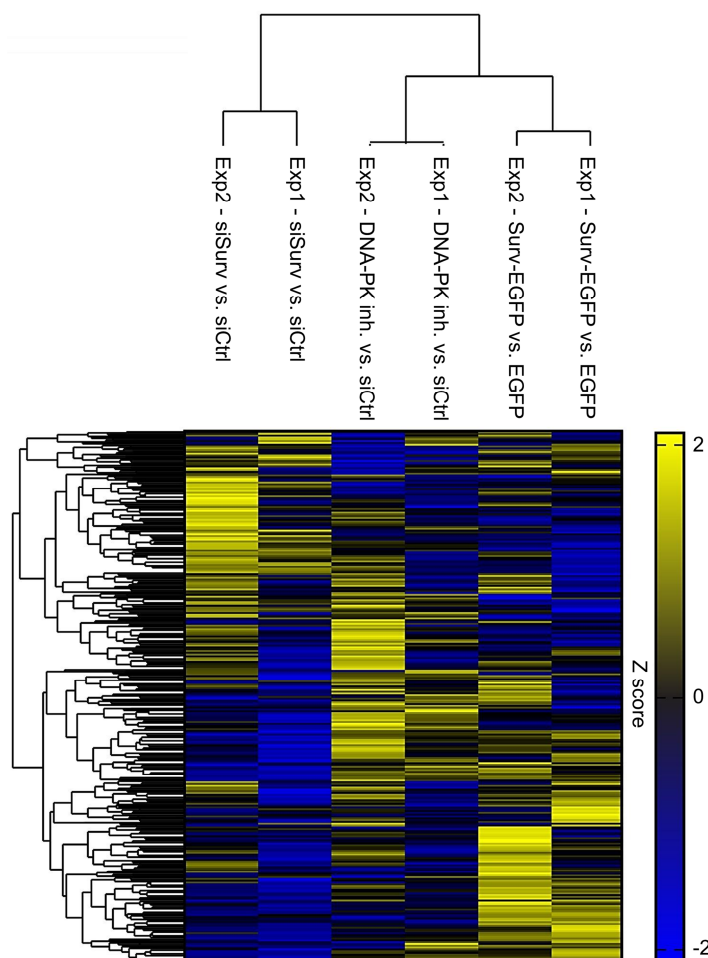 Exp2 - siSurv vs. siCtrl
Exp1 - siSurv vs. siCtrl
Exp2 - DNA-PK inh. vs. siCtrl
Exp1 - DNA-PK inh. vs. siCtrl
Exp2 - Surv-EGFP vs. EGFP
Exp1 - Surv-EGFP vs. EGFP
2
0
-2
Z score